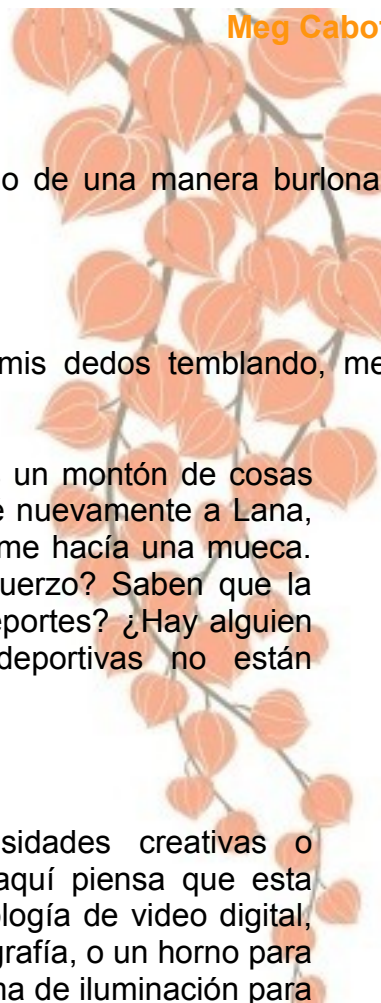 Meg Cabot
o de una manera burlona
mis dedos temblando, me
un montón de cosas
nuevamente a Lana,
me hacía una mueca.
uerzo? Saben que la
eportes? ¿Hay alguien
deportivas no están
sidades creativas o
aquí piensa que esta
ología de video digital,
grafía, o un horno para
na de iluminación para